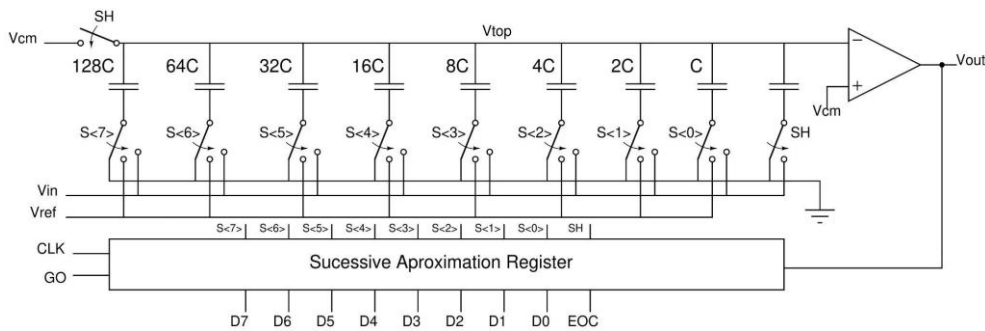 SH
Vcm
Vtop
128C 64C 32C 16C 8C 4C 2C C
Vout
Vcm
S<7> S<6> S<5> S<4> S<3> S<2> S<1> S<0> SH
Vin
Vref
S<7> S<6> S<5> S<4> S<3> S<2> S<1> S<0> SH
CLK
Sucessive Aproximation Register
GO
D7 D6 D5 D4 D3 D2 D1 D0 EOC